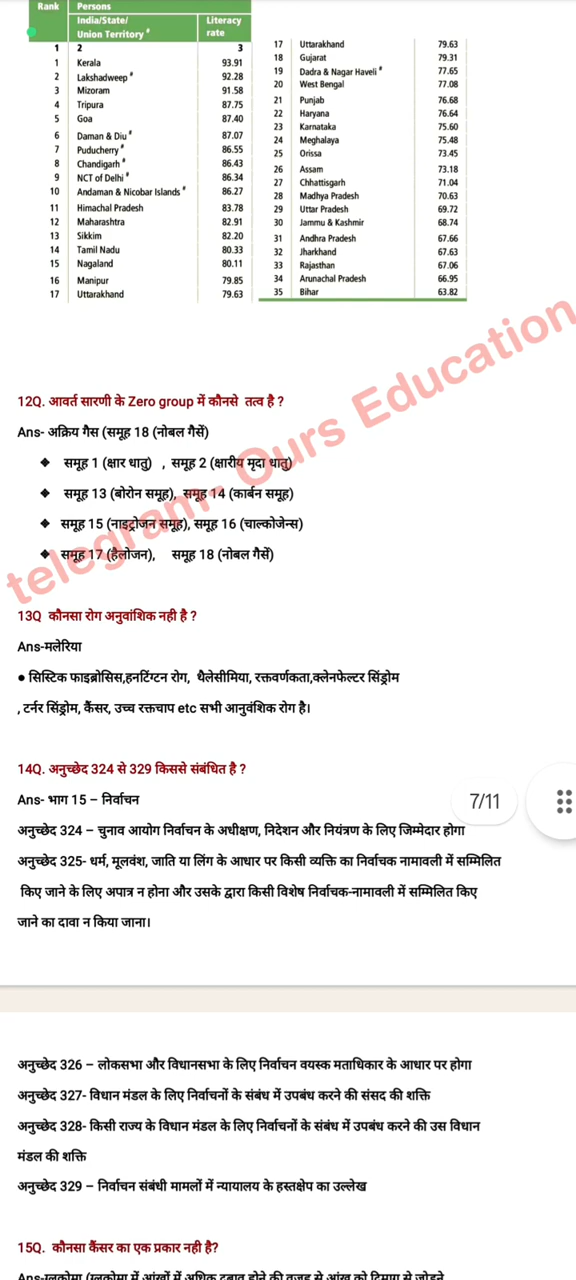 Rank Persons
India/State/ Literacy
Union Territory # rate
1 2 3
1 Kerala 93.91
2 Lakshadweep # 92.28
3 Mizoram 91.58
4 Tripura 87.75
5 Goa 87.40
6 Daman & Diu # 87.07
7 Puducherry # 86.55
8 Chandigarh # 86.43
9 NCT of Delhi # 86.34
10 Andaman & Nicobar Islands # 86.27
11 Himachal Pradesh 83.78
12 Maharashtra 82.91
13 Sikkim 82.20
14 Tamil Nadu 80.33
15 Nagaland 80.11
16 Manipur 79.85
17 Uttarakhand 79.63
17 Uttarakhand 79.63
18 Gujarat 79.31
19 Dadra & Nagar Haveli # 77.65
20 West Bengal 77.08
21 Punjab 76.68
22 Haryana 76.64
23 Karnataka 75.60
24 Meghalaya 75.48
25 Orissa 73.45
26 Assam 73.18
27 Chhattisgarh 71.04
28 Madhya Pradesh 70.63
29 Uttar Pradesh 69.72
30 Jammu & Kashmir 68.74
31 Andhra Pradesh 67.66
32 Jharkhand 67.63
33 Rajasthan 67.06
34 Arunachal Pradesh 66.95
35 Bihar 63.82
telegram- Ours Education
12Q. आवर्त सारणी के Zero group में कौनसे तत्व है ?
Ans- अक्रिय गैस (समूह 18 (नोबल गैसें)
❖ समूह 1 (क्षार धातु) , समूह 2 (क्षारीय मृदा धातु)
❖ समूह 13 (बोरोन समूह), समूह 14 (कार्बन समूह)
❖ समूह 15 (नाइट्रोजन समूह), समूह 16 (चाल्कोजेन्स)
❖ समूह 17 (हैलोजन), समूह 18 (नोबल गैसें)
13Q कौनसा रोग अनुवांशिक नही है ?
Ans-मलेरिया
● सिस्टिक फाइब्रोसिस,हनटिंग्टन रोग, थैलेसीमिया, रक्तवर्णकता,क्लेनफेल्टर सिंड्रोम
, टर्नर सिंड्रोम, कैंसर, उच्च रक्तचाप etc सभी आनुवंशिक रोग है।
14Q. अनुच्छेद 324 से 329 किससे संबंधित है ?
Ans- भाग 15 – निर्वाचन
7/11
अनुच्छेद 324 – चुनाव आयोग निर्वाचन के अधीक्षण, निदेशन और नियंत्रण के लिए जिम्मेदार होगा
अनुच्छेद 325- धर्म, मूलवंश, जाति या लिंग के आधार पर किसी व्यक्ति का निर्वाचक नामावली में सम्मिलित
किए जाने के लिए अपात्र न होना और उसके द्वारा किसी विशेष निर्वाचक-नामावली में सम्मिलित किए
जाने का दावा न किया जाना।
अनुच्छेद 326 – लोकसभा और विधानसभा के लिए निर्वाचन वयस्क मताधिकार के आधार पर होगा
अनुच्छेद 327- विधान मंडल के लिए निर्वाचनों के संबंध में उपबंध करने की संसद की शक्ति
अनुच्छेद 328- किसी राज्य के विधान मंडल के लिए निर्वाचनों के संबंध में उपबंध करने की उस विधान
मंडल की शक्ति
अनुच्छेद 329 – निर्वाचन संबंधी मामलों में न्यायालय के हस्तक्षेप का उल्लेख
15Q. कौनसा कैंसर का एक प्रकार नही है?
Ans-ग्लूकोमा (ग्लूकोमा में आंखों में अधिक दबाव होने की वजह से आंख को दिमाग से जोड़ने